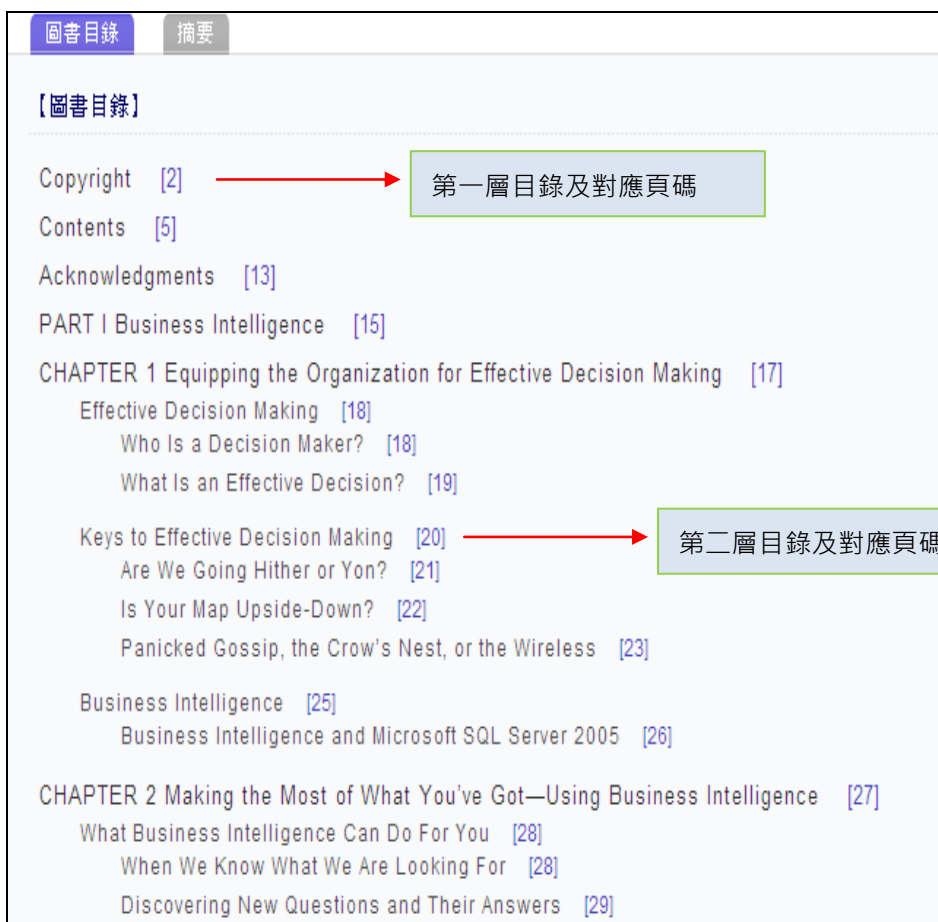 圖書目錄 摘要
【圖書目錄】
Copyright [2] 第一層目錄及對應頁碼
Contents [5]
Acknowledgments [13]
PART I Business Intelligence [15]
CHAPTER 1 Equipping the Organization for Effective Decision Making [17]
Effective Decision Making [18]
Who Is a Decision Maker? [18]
What Is an Effective Decision? [19]
Keys to Effective Decision Making [20] 第二層目錄及對應頁碼
Are We Going Hither or Yon? [21]
Is Your Map Upside-Down? [22]
Panicked Gossip, the Crow's Nest, or the Wireless [23]
Business Intelligence [25]
Business Intelligence and Microsoft SQL Server 2005 [26]
CHAPTER 2 Making the Most of What You've Got—Using Business Intelligence [27]
What Business Intelligence Can Do For You [28]
When We Know What We Are Looking For [28]
Discovering New Questions and Their Answers [29]